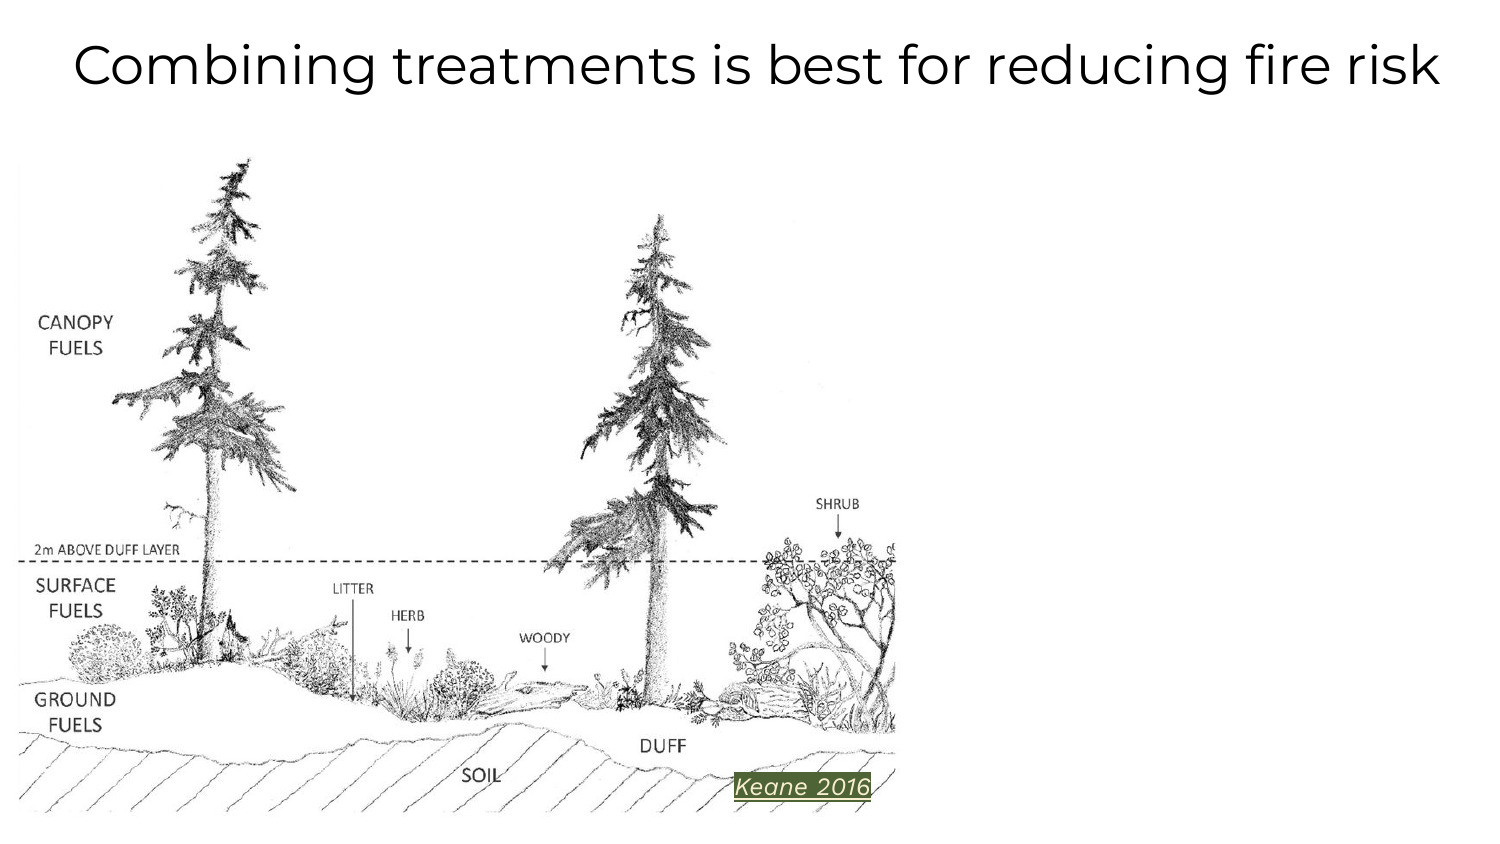 Combining treatments is best for reducing fire risk
CANOPY
FUELS
SHRUB
2m ABOVE DUFF LAYER
SURFACE
FUELS
LITTER
HERB
WOODY
GROUND
FUELS
DUFF
SOIL
Keane 2016